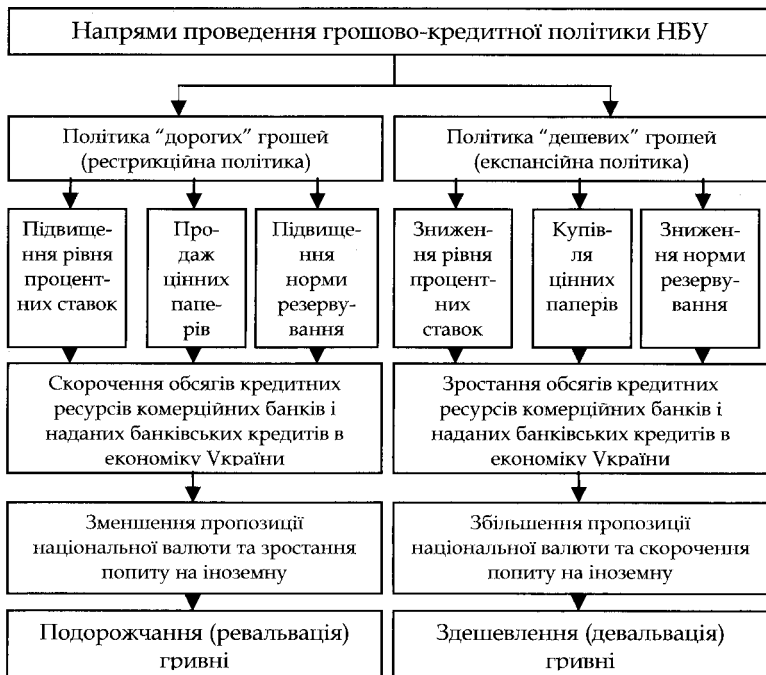 Напрями проведення грошово-кредитної політики НБУ
Політика “дорогих” грошей
(рестрикційна політика)
Політика “дешевих” грошей
(експансійна політика)
Підвище-
ння рівня
процент-
них ставок
Про-
даж
цінних
папе-
рів
Підвище-
ння
норми
резерву-
вання
Знижен-
ня рівня
процент-
них
ставок
Купів-
ля
цінних
паперів
Знижен-
ня норми
резерву-
вання
Скорочення обсягів кредитних
ресурсів комерційних банків і
наданих банківських кредитів в
економіку України
Зростання обсягів кредитних
ресурсів комерційних банків і
наданих банківських кредитів в
економіку України
Зменшення пропозиції
національної валюти та зростання
попиту на іноземну
Збільшення пропозиції
національної валюти та скорочення
попиту на іноземну
Подорожчання (ревальвація)
гривні
Здешевлення (девальвація)
гривні